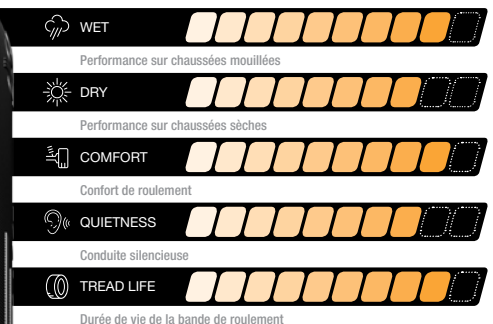 WET
Performance sur chaussées mouillées
DRY
Performance sur chaussées sèches
COMFORT
Confort de roulement
QUIETNESS
Conduite silencieuse
TREAD LIFE
Durée de vie de la bande de roulement